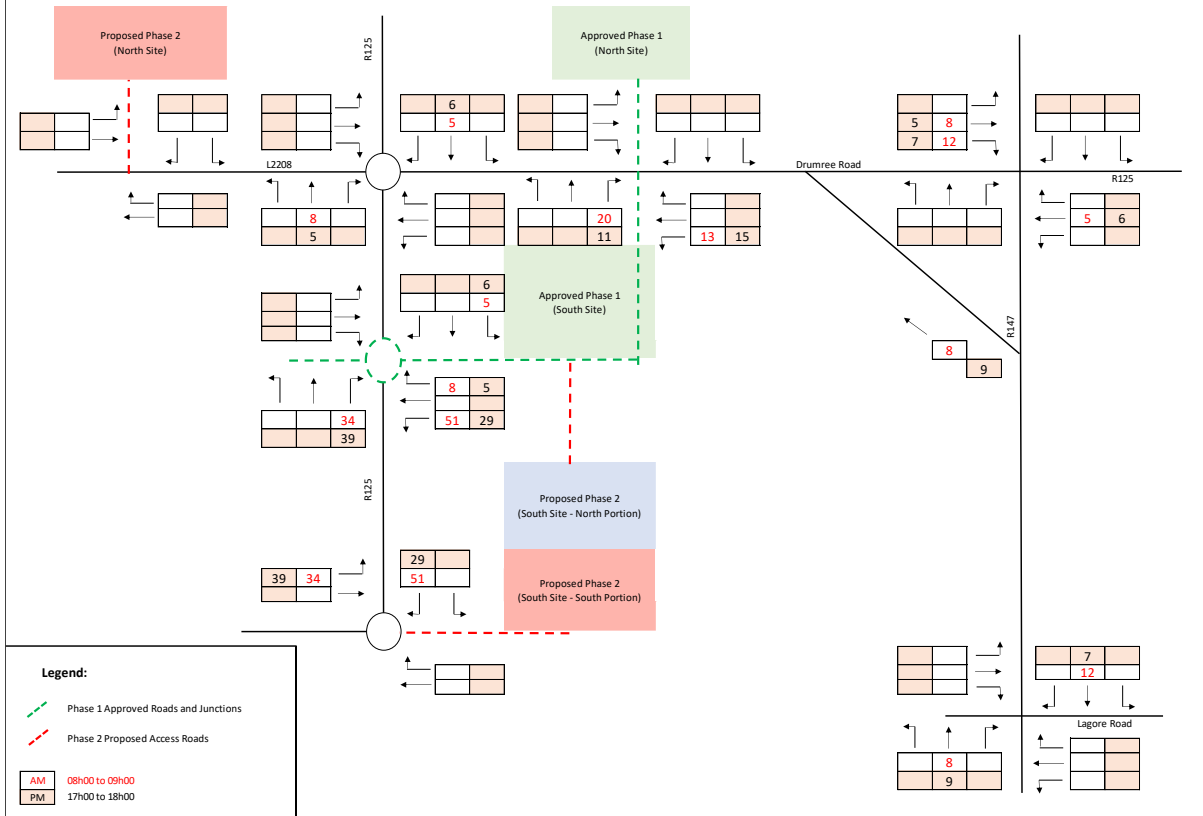 Proposed Phase 2
(North Site)
R125
Approved Phase 1
(North Site)
6
5
5 8
7 12
L2208
Drumree Road
R125
8
5
20
11
13 15
5 6
6
5
Approved Phase 1
(South Site)
R147
8
9
8 5
51 29
34
39
R125
Proposed Phase 2
(South Site - North Portion)
29
51
39 34
Proposed Phase 2
(South Site - South Portion)
Legend:
Phase 1 Approved Roads and Junctions
Phase 2 Proposed Access Roads
AM 08h00 to 09h00
PM 17h00 to 18h00
7
12
Lagore Road
8
9